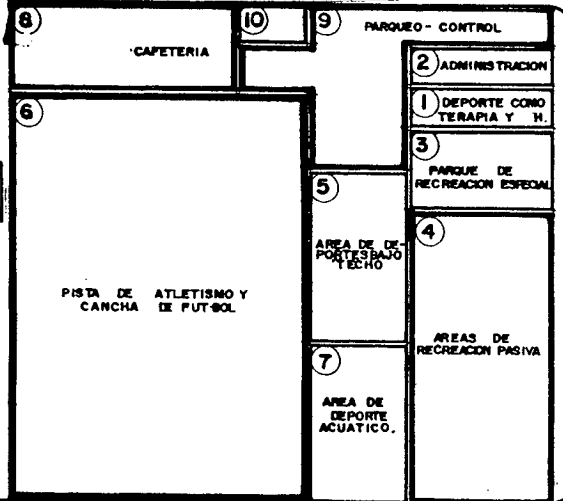 8
CAFETERIA
10
9
PARQUEO - CONTROL
2
ADMINISTRACION
1
DEPORTE COMO
TERAPIA Y H.
3
PARQUE DE
RECREACION ESPECIAL
6
PISTA DE ATLETISMO Y
CANCHA DE FUT-BOL
5
AREA DE DE-
PORTES BAJO
TECHO
4
AREAS DE
RECREACION PASIVA
7
AREA DE
DEPORTE
ACUATICO.